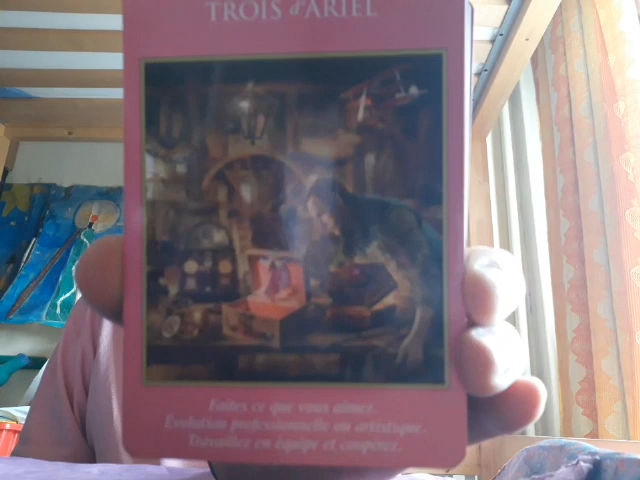 TROIS d'ARIEL
Faites ce que vous aimez.
Évolution professionnelle ou artistique.
Travaillez en équipe et coopérez.